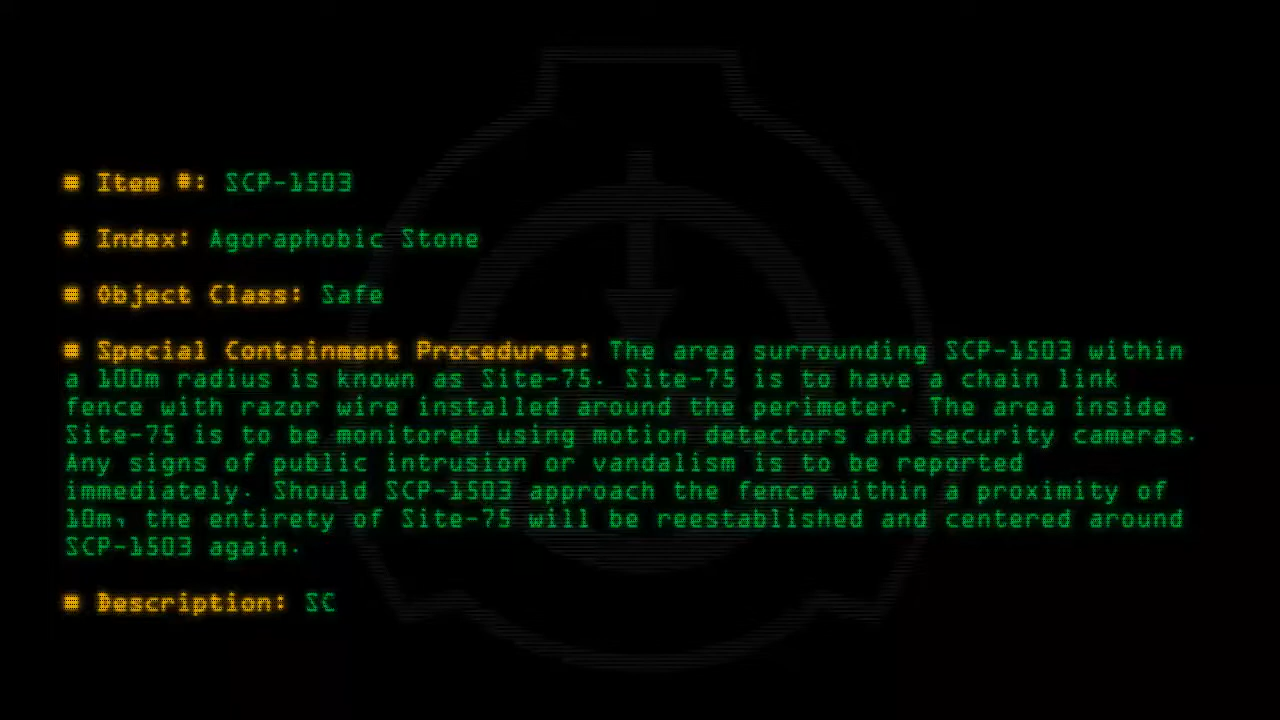 ■ Item #: SCP-1503
■ Index: Agoraphobic Stone
■ Object Class: Safe
■ Special Containment Procedures: The area surrounding SCP-1503 within
a 100m radius is known as Site-75. Site-75 is to have a chain link
fence with razor wire installed around the perimeter. The area inside
Site-75 is to be monitored using motion detectors and security cameras.
Any signs of public intrusion or vandalism is to be reported
immediately. Should SCP-1503 approach the fence within a proximity of
10m, the entirety of Site-75 will be reestablished and centered around
SCP-1503 again.
■ Description: SC